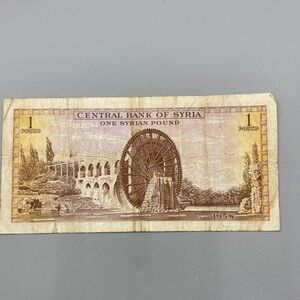 1 CENTRAL BANK OF SYRIA 1
POUND ONE SYRIAN POUND POUND
1958